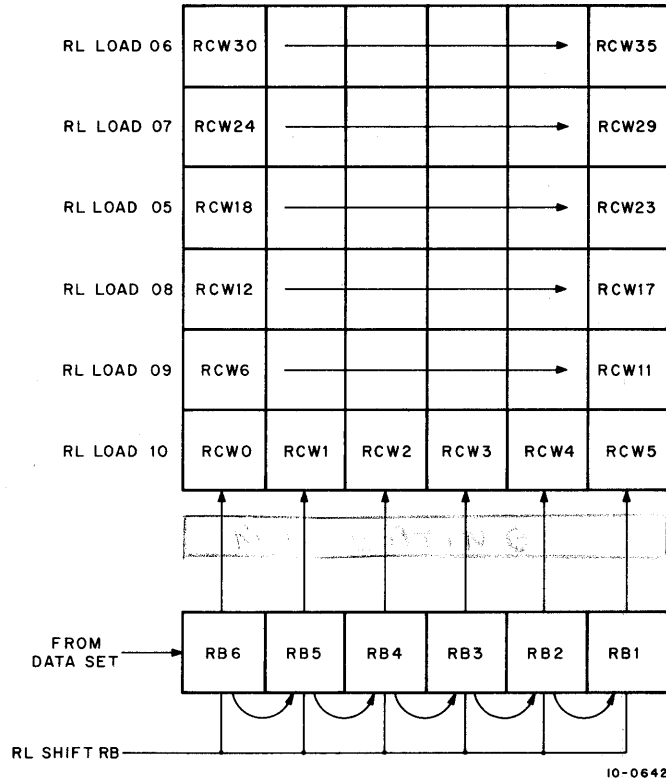 RL LOAD 06 RCW30 RCW35
RL LOAD 07 RCW24 RCW29
RL LOAD 05 RCW18 RCW23
RL LOAD 08 RCW12 RCW17
RL LOAD 09 RCW6 RCW11
RL LOAD 10 RCW0 RCW1 RCW2 RCW3 RCW4 RCW5
FROM
DATA SET
RB6 RB5 RB4 RB3 RB2 RB1
RL SHIFT RB
10-0642